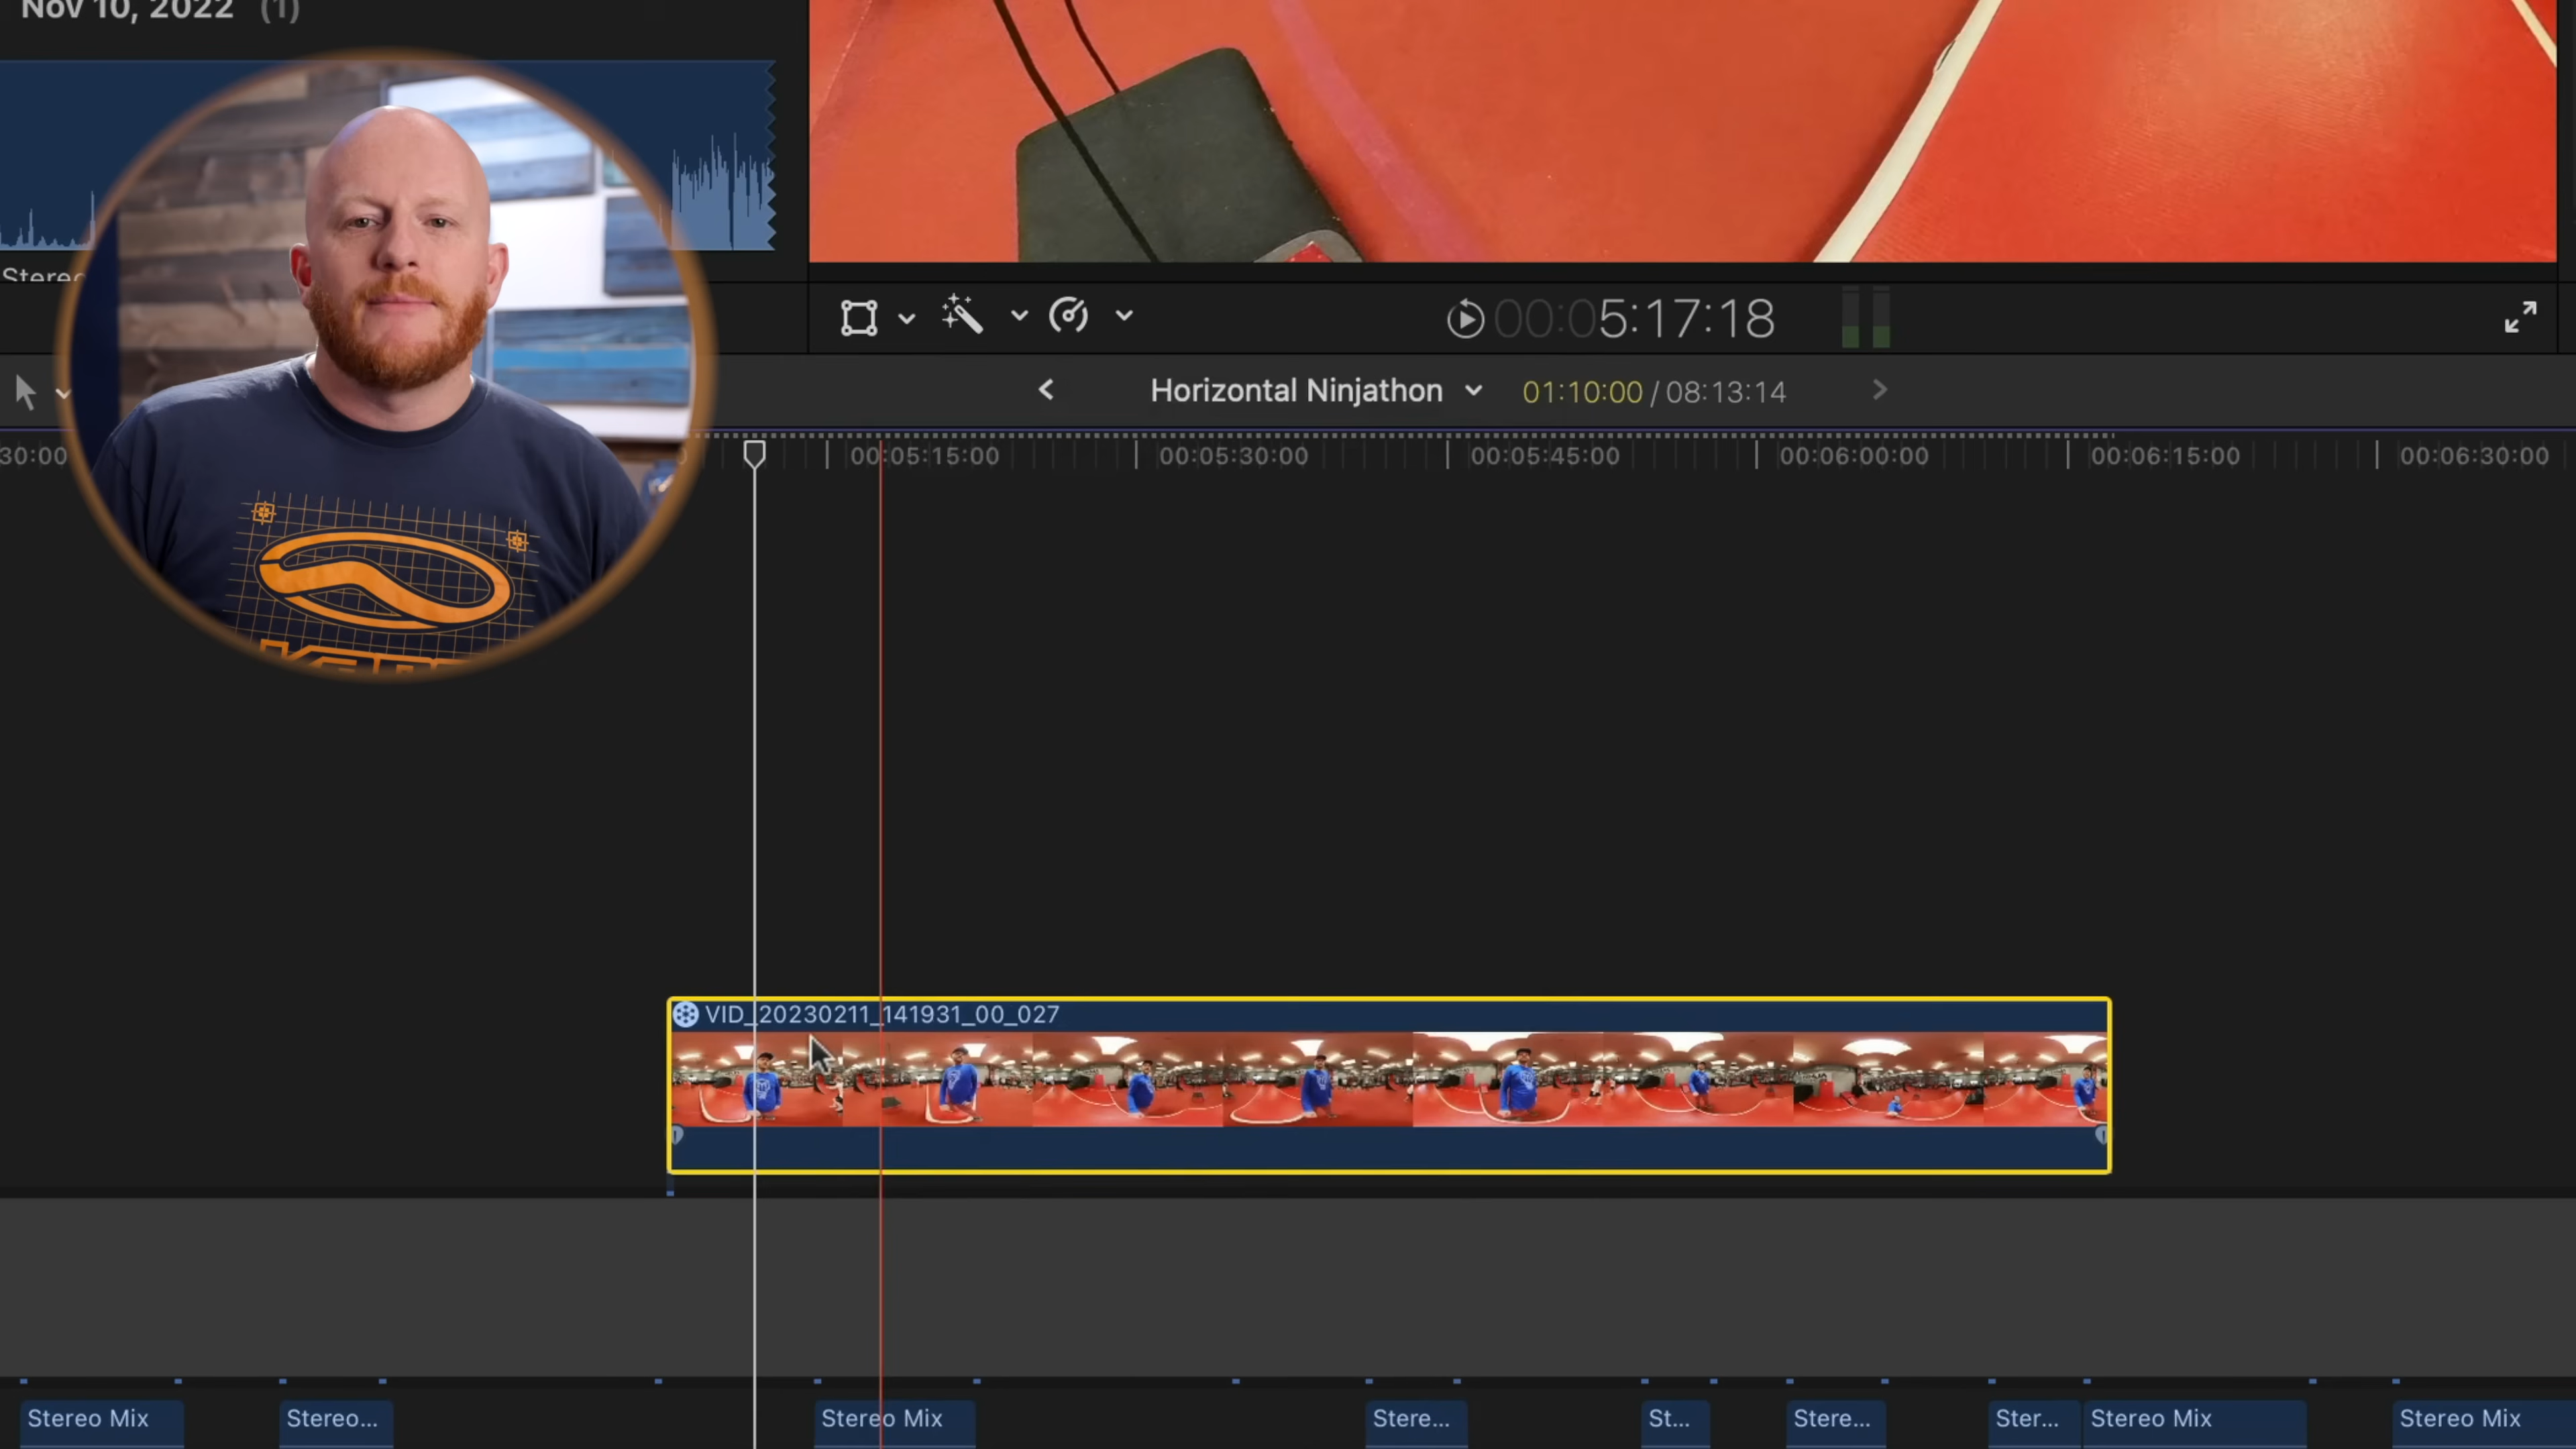 Nov 10, 2022 (1)
Stereo
00:05:17:18
Horizontal Ninjathon
01:10:00 / 08:13:14
30:00
00:05:15:00
00:05:30:00
00:05:45:00
00:06:00:00
00:06:15:00
00:06:30:00
VID_20230211_141931_00_027
Stereo Mix
Stereo...
Stereo Mix
Stere...
St...
Stere...
Ster...
Stereo Mix
Stereo Mix